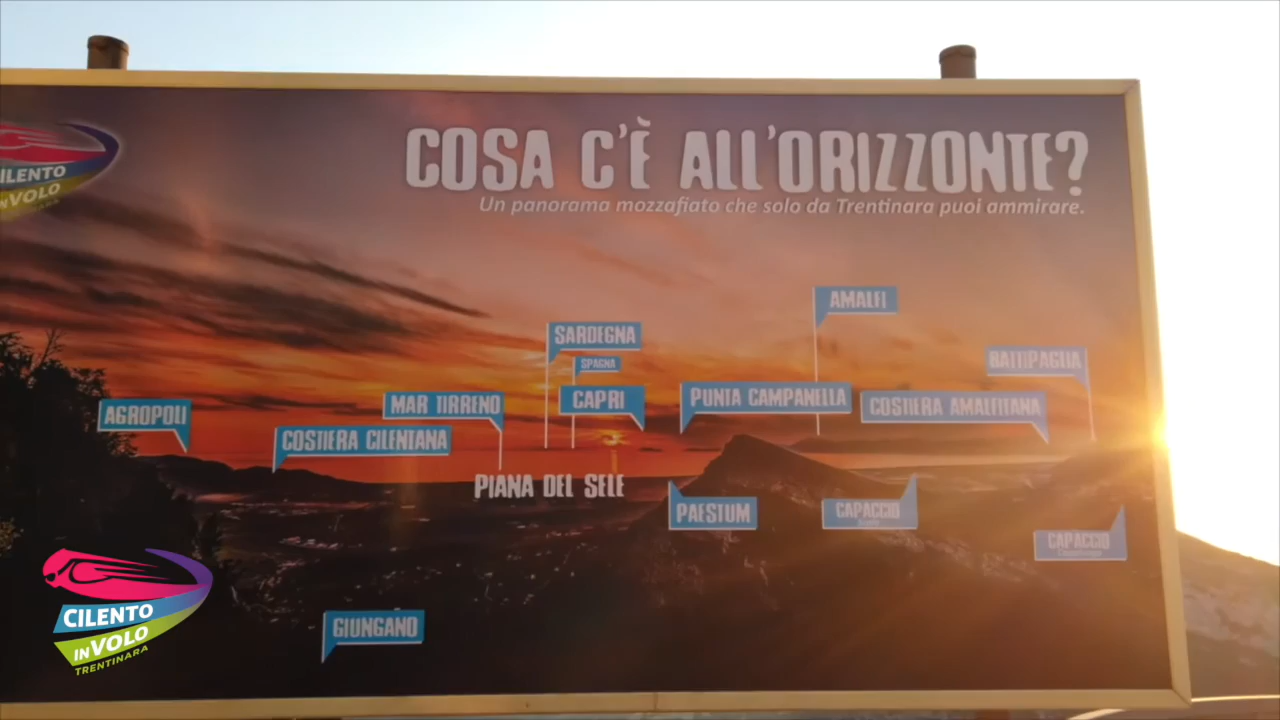 COSA C'È ALL'ORIZZONTE?
Un panorama mozzafiato che solo da Trentinara puoi ammirare.
ILENTO
INVOLO
AMALFI
SARDEGNA
SPAGNA
BATTIPAGLIA
AGROPOLI
MAR TIRRENO
CAPRI
PUNTA CAMPANELLA
COSTIERA AMALFITANA
COSTIERA CILENTANA
PIANA DEL SELE
PAESTUM
CAPACCIO
CAPACCIO
GIUNGANO
CILENTO
INVOLO
TRENTINARA